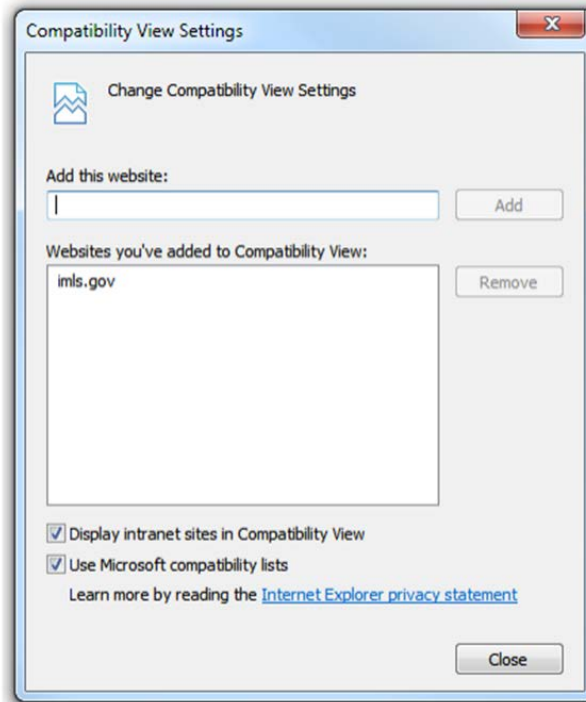 Compatibility View Settings
Change Compatibility View Settings
Add this website:
Add
Websites you've added to Compatibility View:
imls.gov
Remove
Display intranet sites in Compatibility View
Use Microsoft compatibility lists
Learn more by reading the Internet Explorer privacy statement
Close